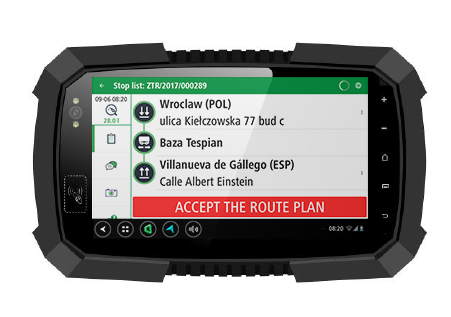 Stop list: ZTR/2017/000289
09-06 08:20
28.0 l
Wroclaw (POL)
ulica Kiełczowska 77 bud c
Baza Tespian
Villanueva de Gállego (ESP)
Calle Albert Einstein
ACCEPT THE ROUTE PLAN
08:20